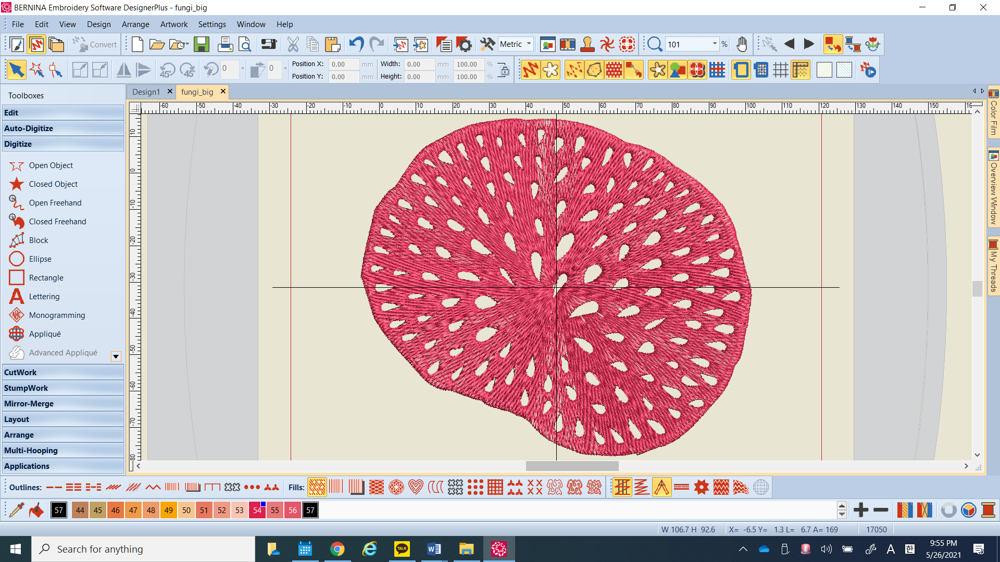 BERNINA Embroidery Software DesignerPlus - fungi_big
File Edit View Design Arrange Artwork Settings Window Help
Convert Metric 101 %
45 45 0 ° 0 ° Position X: 0.00 mm Width: 0.00 mm 100.00 %
Position Y: 0.00 mm Height: 0.00 mm 100.00 %
Toolboxes
Design1 fungi_big
-60 -50 -40 -30 -20 -10 0 10 20 30 40 50 60 70 80 90 100 110 120 130 140 150 16
10 0 -10 -20 -30 -40 -50 -60 -70 -80
Edit
Auto-Digitize
Digitize
Open Object
Closed Object
Open Freehand
Closed Freehand
Block
Ellipse
Rectangle
A Lettering
ABC Monogramming
Appliqué
Advanced Appliqué
CutWork
StumpWork
Mirror-Merge
Layout
Arrange
Multi-Hooping
Applications
Color Film
Overview Window
My Threads
Outlines: Fills:
57 44 45 46 47 48 49 50 51 52 53 54 55 56 57
W 106.7 H 92.6 X= -6.5 Y= 1.3 L= 6.7 A= 169 17050
Search for anything TALK A 한 9:55 PM
5/26/2021